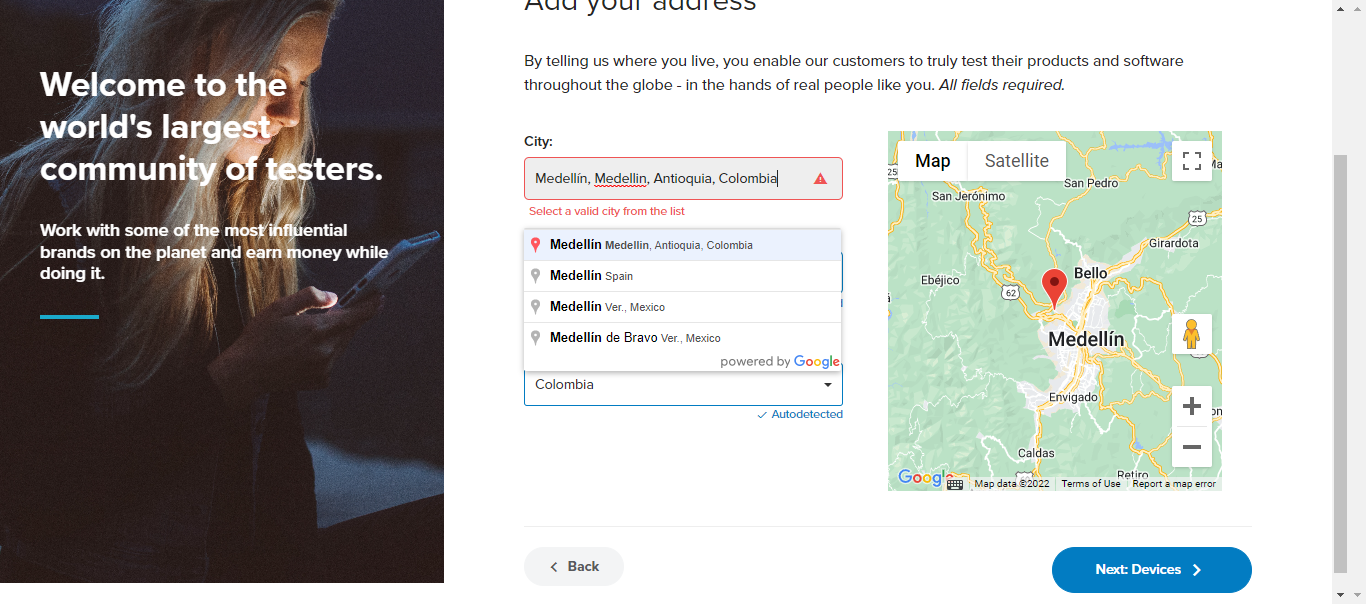 Add your address
Welcome to the
world's largest
community of testers.
Work with some of the most influential
brands on the planet and earn money while
doing it.
By telling us where you live, you enable our customers to truly test their products and software
throughout the globe - in the hands of real people like you. All fields required.
City:
Medellín, Medellin, Antioquia, Colombia
Select a valid city from the list
Medellín Medellin, Antioquia, Colombia
Medellín Spain
Medellín Ver., Mexico
Medellín de Bravo Ver., Mexico
powered by Google
Colombia
Autodetected
Map Satellite
25
San Pedro
San Jerónimo
25
Girardota
Ebéjico
Bello
62
Medellín
Envigado
Caldas
Retiro
Google
Map data ©2022 Terms of Use Report a map error
Back
Next: Devices